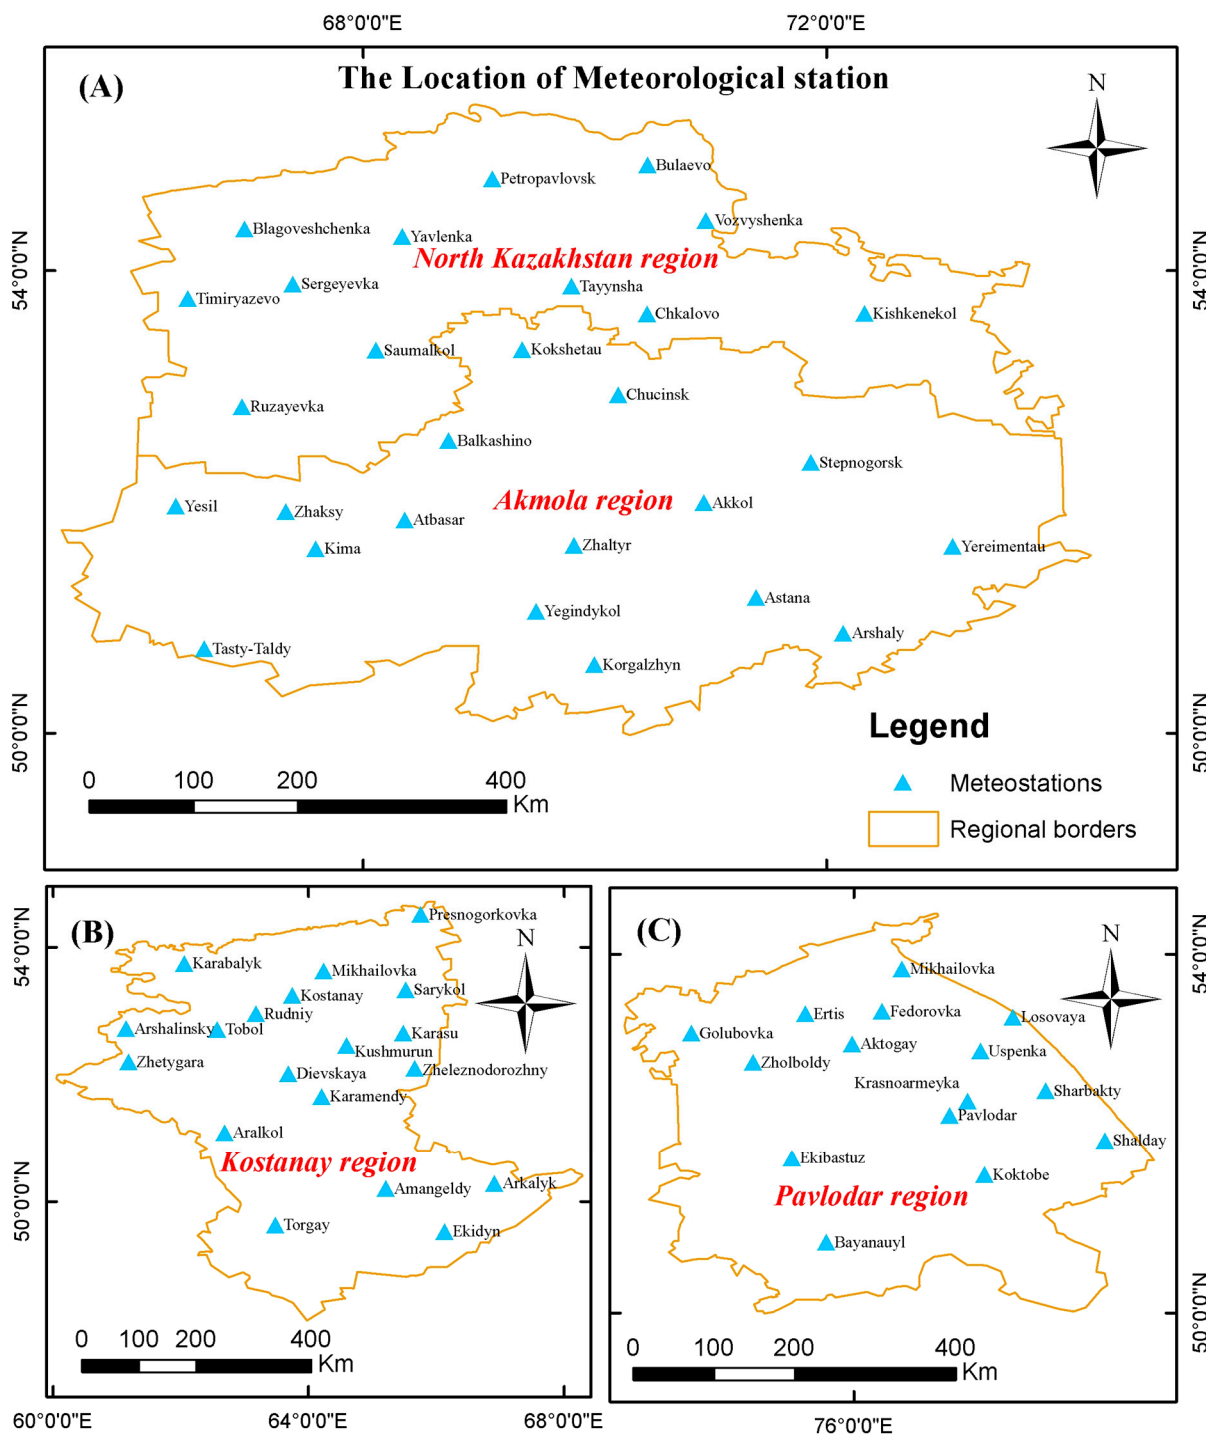 68°0'0"E
72°0'0"E
(A)
The Location of Meteorological station
N
Bulaevo
Petropavlovsk
Vozvyshenka
Blagoveshchenka
Yavlenka
North Kazakhstan region
54°0'0"N
54°0'0"N
Sergeyevka
Tayynsha
Timiryazevo
Chkalovo
Kishkenekol
Saumalkol
Kokshetau
Chucinsk
Ruzayevka
Balkashino
Stepnogorsk
Akmola region
Yesil
Zhaksy
Atbasar
Akkol
Kima
Zhaltyr
Yereimentau
Astana
Yegindykol
Arshaly
Tasty-Taldy
Korgalzhyn
50°0'0"N
50°0'0"N
Legend
Meteostations
Regional borders
0 100 200 400
Km
(B)
Presnogorkovka
N
54°0'0"N
Karabalyk
Mikhailovka
Sarykol
Kostanay
Rudniy
Arshalinsky
Tobol
Karasu
Kushmurun
Zhetygara
Dievskaya
Zheleznodorozhny
Karamendy
Aralkol
Kostanay region
Amangeldy
Arkalyk
50°0'0"N
Torgay
Ekidyn
0 100 200 400
Km
60°0'0"E
64°0'0"E
68°0'0"E
(C)
N
54°0'0"N
Mikhailovka
Ertis
Fedorovka
Losovaya
Golubovka
Aktogay
Uspenka
Zholboldy
Krasnoarmeyka
Sharbakty
Pavlodar
Shalday
Ekibastuz
Koktobe
Pavlodar region
Bayanauyl
50°0'0"N
0 100 200 400
Km
76°0'0"E